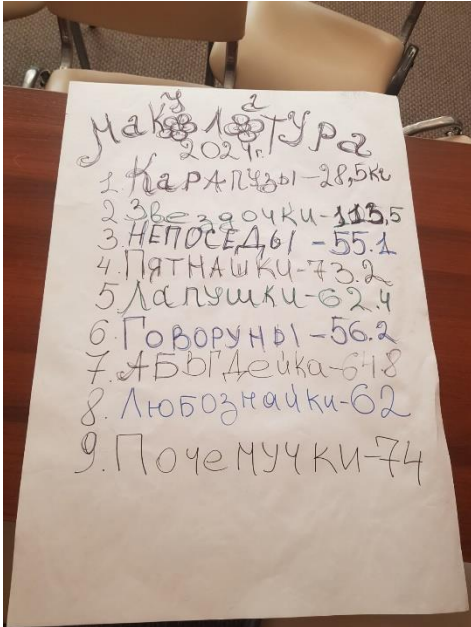 МакУлаТУра
2024г.
1. КАРАПУЗЫ-28,5кг
2 Звездочки-113,5
3. НЕПОСЕДЫ-55.1
4. ПЯТНАШКИ-73.2
5 Лапушки-62.4
6. Говоруны-56.2
7. АБВГДейка-648
8. Любознайки-62
9. Почемучки-74